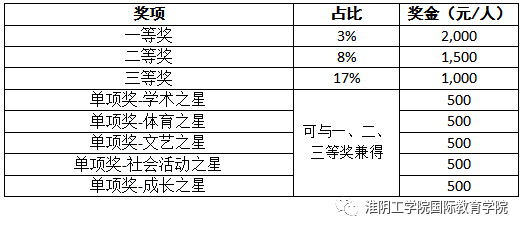 奖项 占比 奖金（元/人）
一等奖 3% 2,000
二等奖 8% 1,500
三等奖 17% 1,000
单项奖-学术之星 500
单项奖-体育之星 500
单项奖-文艺之星 500
单项奖-社会活动之星 500
单项奖-成长之星 500
可与一、二、
三等奖兼得
淮阴工学院国际教育学院